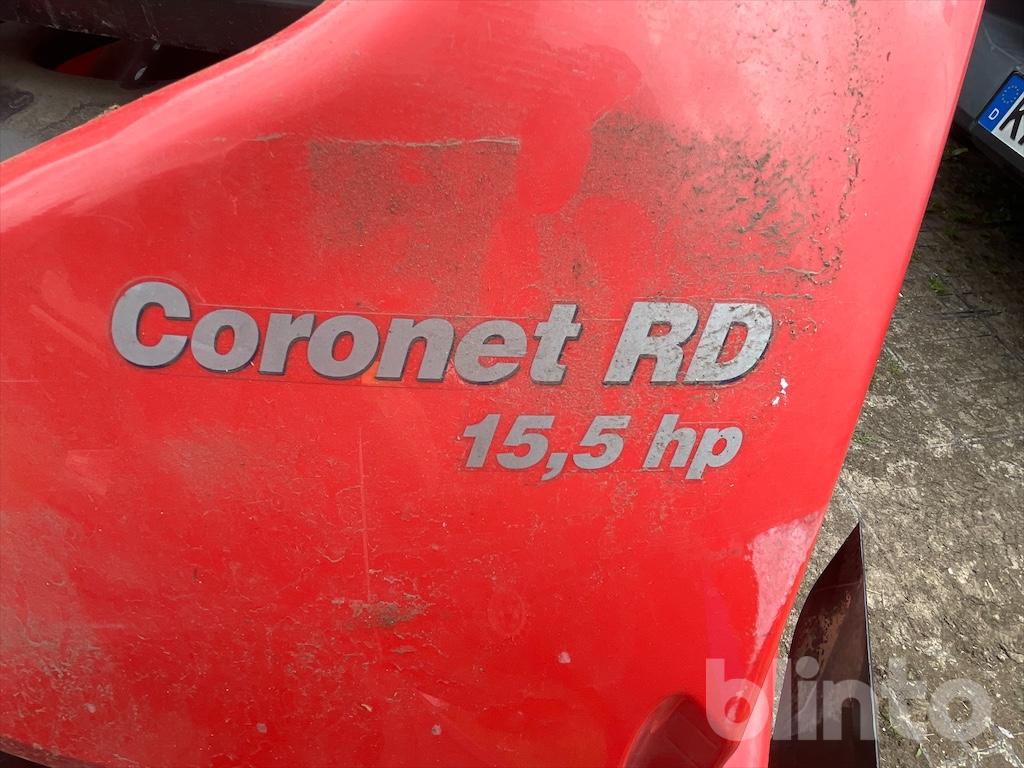 Coronet RD
15,5 hp
D
blinto